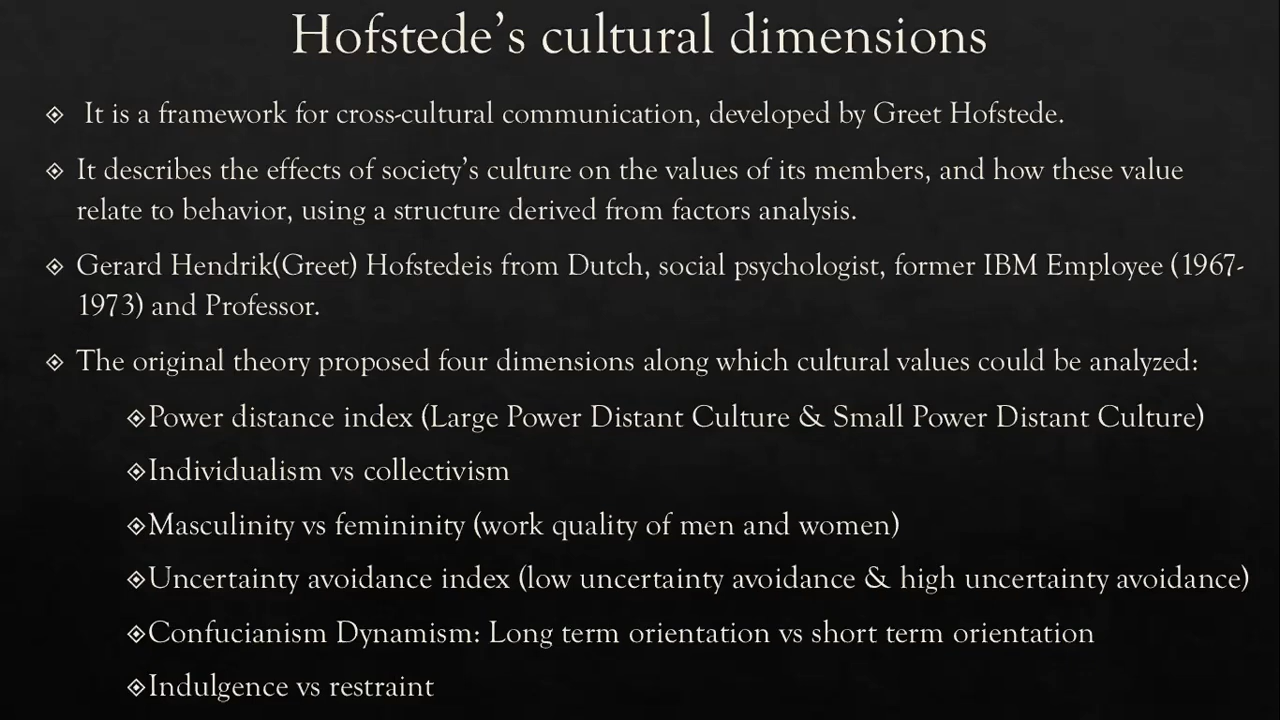 Hofstede's cultural dimensions
It is a framework for cross-cultural communication, developed by Greet Hofstede.
It describes the effects of society's culture on the values of its members, and how these value
relate to behavior, using a structure derived from factors analysis.
Gerard Hendrik(Greet) Hofstedeis from Dutch, social psychologist, former IBM Employee (1967-
1973) and Professor.
The original theory proposed four dimensions along which cultural values could be analyzed:
Power distance index (Large Power Distant Culture & Small Power Distant Culture)
Individualism vs collectivism
Masculinity vs femininity (work quality of men and women)
Uncertainty avoidance index (low uncertainty avoidance & high uncertainty avoidance)
Confucianism Dynamism: Long term orientation vs short term orientation
Indulgence vs restraint